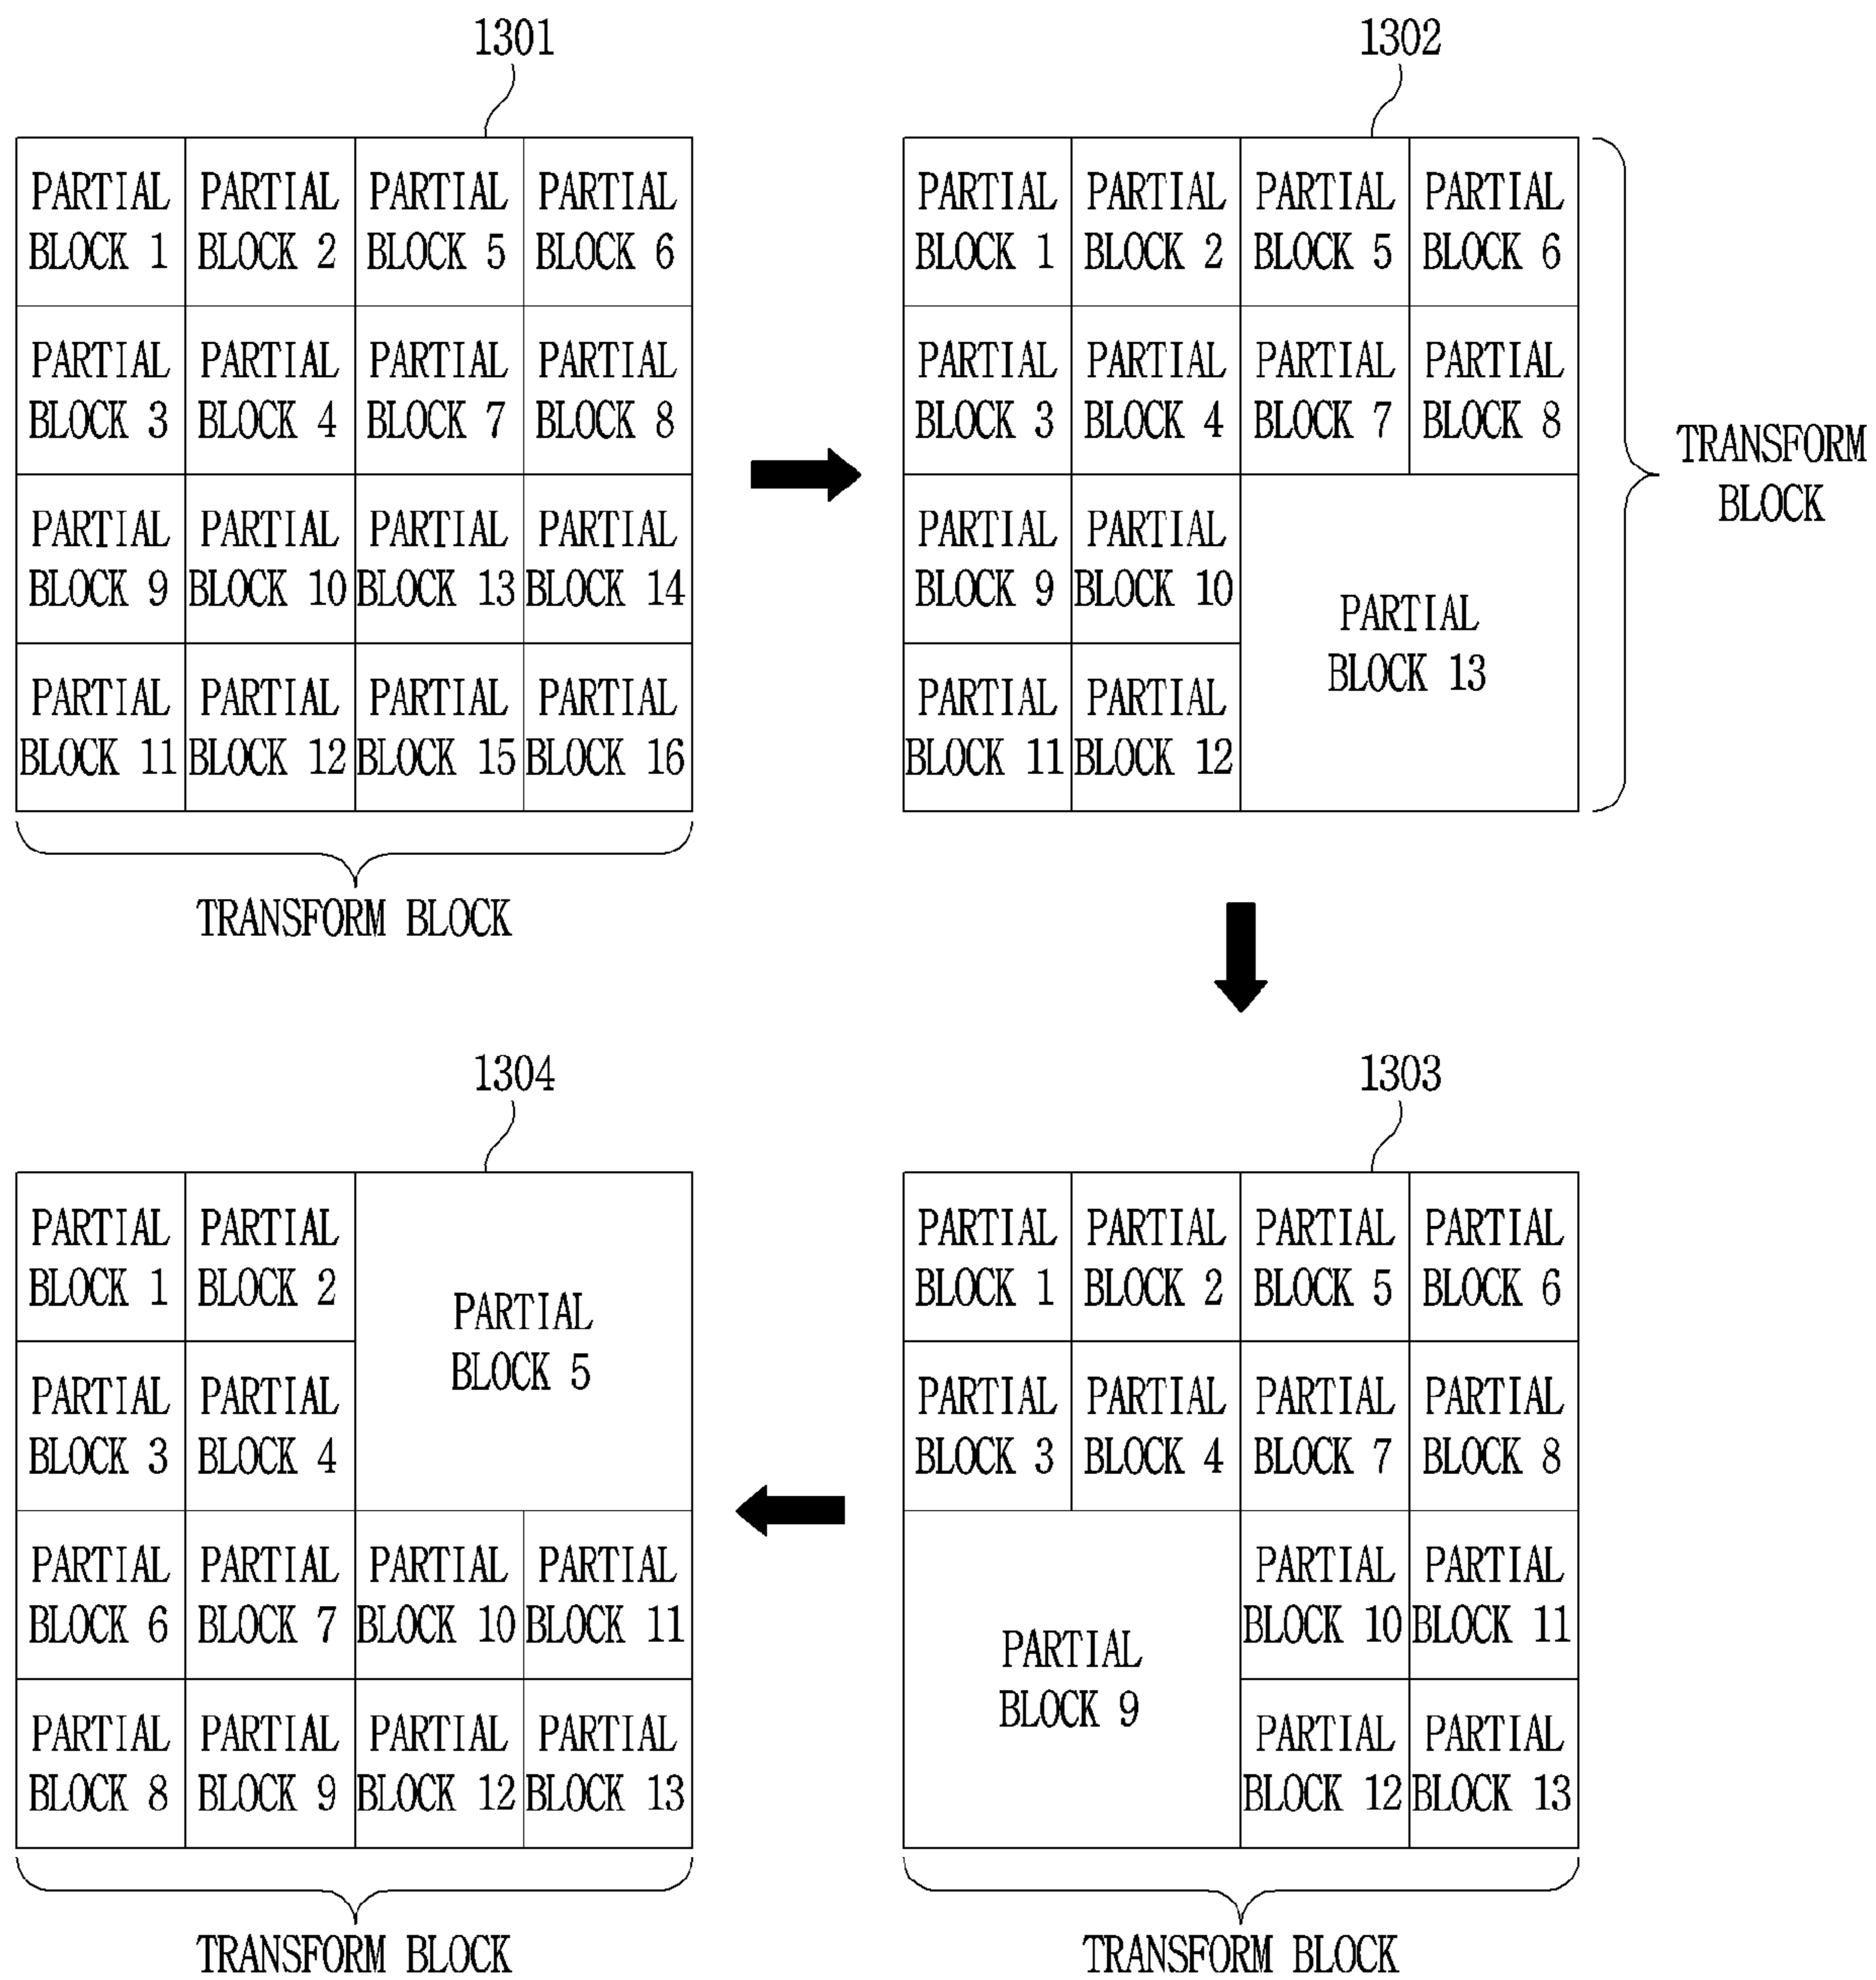 1301
PARTIAL PARTIAL PARTIAL PARTIAL
BLOCK 1 BLOCK 2 BLOCK 5 BLOCK 6
PARTIAL PARTIAL PARTIAL PARTIAL
BLOCK 3 BLOCK 4 BLOCK 7 BLOCK 8
PARTIAL PARTIAL PARTIAL PARTIAL
BLOCK 9 BLOCK 10 BLOCK 13 BLOCK 14
PARTIAL PARTIAL PARTIAL PARTIAL
BLOCK 11 BLOCK 12 BLOCK 15 BLOCK 16
TRANSFORM BLOCK
1302
PARTIAL PARTIAL PARTIAL PARTIAL
BLOCK 1 BLOCK 2 BLOCK 5 BLOCK 6
PARTIAL PARTIAL PARTIAL PARTIAL
BLOCK 3 BLOCK 4 BLOCK 7 BLOCK 8
PARTIAL PARTIAL
BLOCK 9 BLOCK 10
PARTIAL
BLOCK 13
PARTIAL PARTIAL
BLOCK 11 BLOCK 12
TRANSFORM
BLOCK
1304
PARTIAL PARTIAL
BLOCK 1 BLOCK 2
PARTIAL
BLOCK 5
PARTIAL PARTIAL
BLOCK 3 BLOCK 4
PARTIAL PARTIAL PARTIAL PARTIAL
BLOCK 6 BLOCK 7 BLOCK 10 BLOCK 11
PARTIAL PARTIAL PARTIAL PARTIAL
BLOCK 8 BLOCK 9 BLOCK 12 BLOCK 13
TRANSFORM BLOCK
1303
PARTIAL PARTIAL PARTIAL PARTIAL
BLOCK 1 BLOCK 2 BLOCK 5 BLOCK 6
PARTIAL PARTIAL PARTIAL PARTIAL
BLOCK 3 BLOCK 4 BLOCK 7 BLOCK 8
PARTIAL PARTIAL
BLOCK 10 BLOCK 11
PARTIAL
BLOCK 9
PARTIAL PARTIAL
BLOCK 12 BLOCK 13
TRANSFORM BLOCK